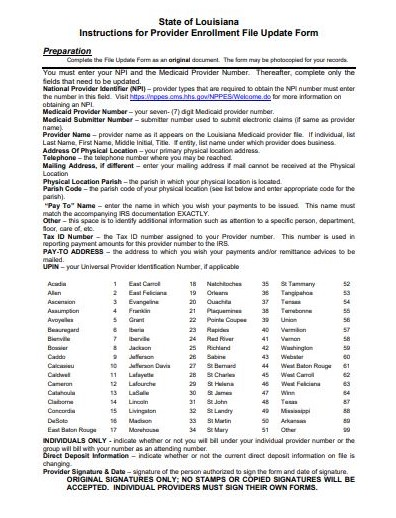 State of Louisiana
Instructions for Provider Enrollment File Update Form
Preparation
Complete the File Update Form as an original document. The form may be photocopied for your records.
You must enter your NPI and the Medicaid Provider Number. Thereafter, complete only the
fields that need to be updated.
National Provider Identifier (NPI) – provider types that are required to obtain the NPI number must enter
the number in this field. Visit https://nppes.cms.hhs.gov/NPPES/Welcome.do for more information on
obtaining an NPI.
Medicaid Provider Number – your seven- (7) digit Medicaid provider number.
Medicaid Submitter Number – submitter number used to submit electronic claims (if same as provider
name).
Provider Name – provider name as it appears on the Louisiana Medicaid provider file. If individual, list
Last Name, First Name, Middle Initial, Title. If entity, list name under which provider does business.
Address Of Physical Location – your primary physical location address.
Telephone – the telephone number where you may be reached.
Mailing Address, if different – enter your mailing address if mail cannot be received at the Physical
Location
Physical Location Parish – the parish in which your physical location is located.
Parish Code – the parish code of your physical location (see list below and enter appropriate code for the
parish).
"Pay To" Name – enter the name in which you wish your payments to be issued. This name must
match the accompanying IRS documentation EXACTLY.
Other – this space is to identify additional information such as attention to a specific person, department,
floor, care of, etc.
Tax ID Number – the Tax ID number assigned to your Provider number. This number is used in
reporting payment amounts for this provider number to the IRS.
PAY-TO ADDRESS – the address to which you wish your payments and/or remittance advices to be
mailed.
UPIN – your Universal Provider Identification Number, if applicable
Acadia 1 East Carroll 18 Natchitoches 35 St Tammany 52
Allen 2 East Feliciana 19 Orleans 36 Tangipahoa 53
Ascension 3 Evangeline 20 Ouachita 37 Tensas 54
Assumption 4 Franklin 21 Plaquemines 38 Terrebonne 55
Avoyelles 5 Grant 22 Pointe Coupee 39 Union 56
Beauregard 6 Iberia 23 Rapides 40 Vermilion 57
Bienville 7 Iberville 24 Red River 41 Vernon 58
Bossier 8 Jackson 25 Richland 42 Washington 59
Caddo 9 Jefferson 26 Sabine 43 Webster 60
Calcasieu 10 Jefferson Davis 27 St Bernard 44 West Baton Rouge 61
Caldwell 11 Lafayette 28 St Charles 45 West Carroll 62
Cameron 12 Lafourche 29 St Helena 46 West Feliciana 63
Catahoula 13 LaSalle 30 St James 47 Winn 64
Claiborne 14 Lincoln 31 St John 48 Texas 87
Concordia 15 Livingston 32 St Landry 49 Mississippi 88
DeSoto 16 Madison 33 St Martin 50 Arkansas 89
East Baton Rouge 17 Morehouse 34 St Mary 51 Other 99
INDIVIDUALS ONLY - indicate whether or not you will bill under your individual provider number or the
group will bill with your number as an attending number.
Direct Deposit Information – indicate whether or not the current direct deposit information on file is
changing.
Provider Signature & Date – signature of the person authorized to sign the form and date of signature.
ORIGINAL SIGNATURES ONLY; NO STAMPS OR COPIED SIGNATURES WILL BE
ACCEPTED. INDIVIDUAL PROVIDERS MUST SIGN THEIR OWN FORMS.